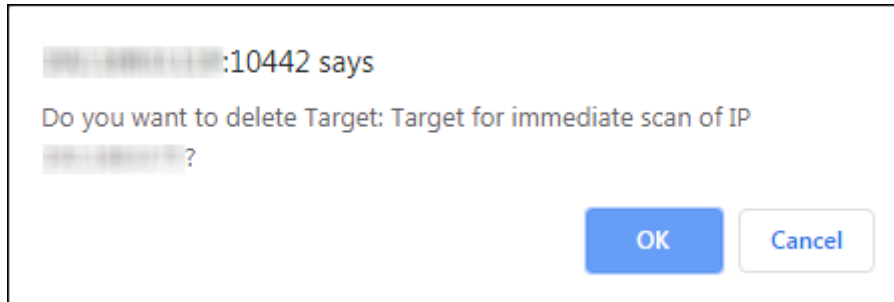 :10442 says
Do you want to delete Target: Target for immediate scan of IP
?
OK
Cancel